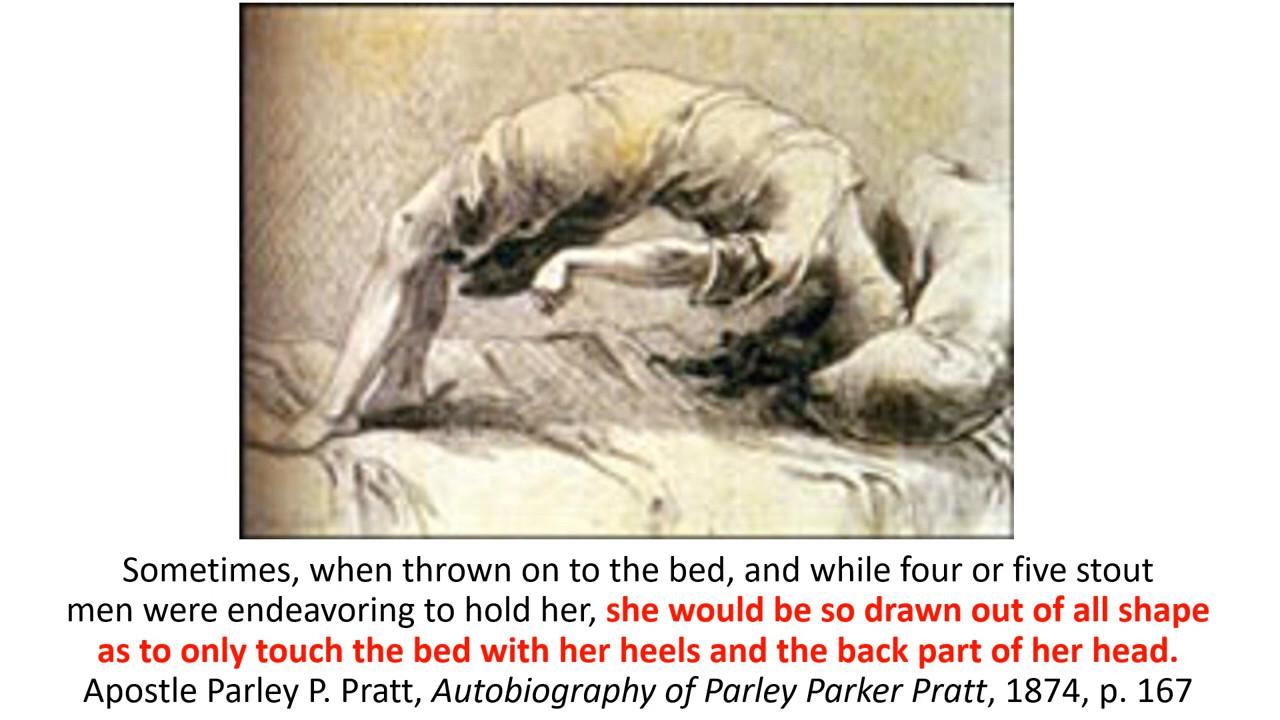 Sometimes, when thrown on to the bed, and while four or five stout
men were endeavoring to hold her, she would be so drawn out of all shape
as to only touch the bed with her heels and the back part of her head.
Apostle Parley P. Pratt, Autobiography of Parley Parker Pratt, 1874, p. 167